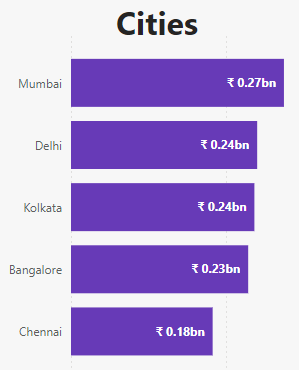 Cities
Mumbai ₹ 0.27bn
Delhi ₹ 0.24bn
Kolkata ₹ 0.24bn
Bangalore ₹ 0.23bn
Chennai ₹ 0.18bn